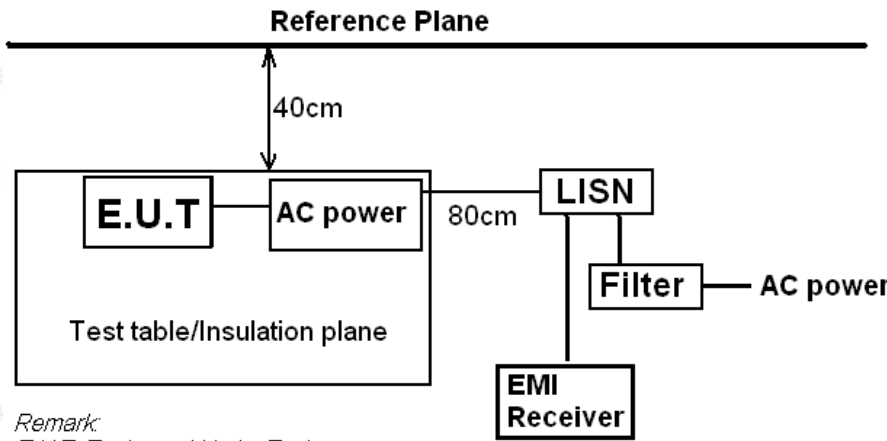 Reference Plane
40cm
E.U.T
AC power
80cm
LISN
Filter
AC power
Test table/Insulation plane
EMI
Receiver
Remark: